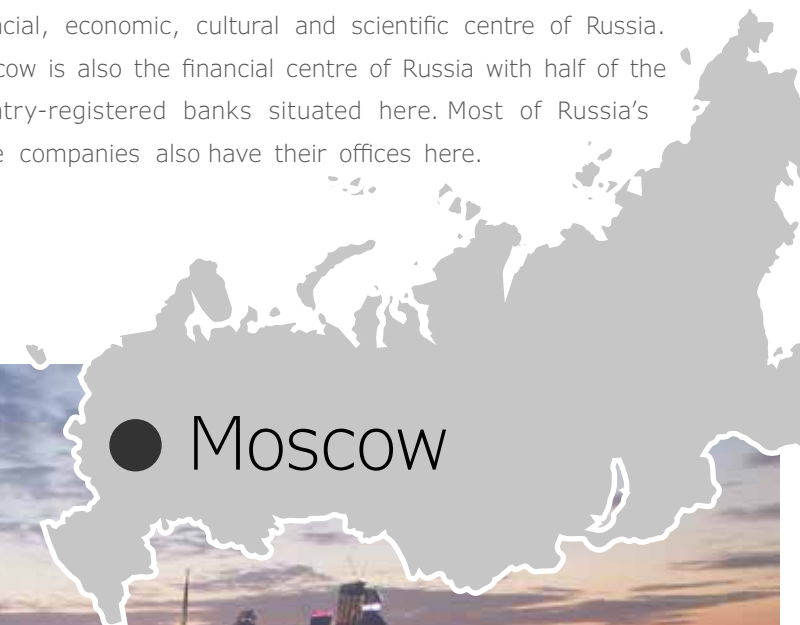 ncial, economic, cultural and scientific centre of Russia.
cow is also the financial centre of Russia with half of the
ntry-registered banks situated here. Most of Russia’s
e companies also have their offices here.
Moscow